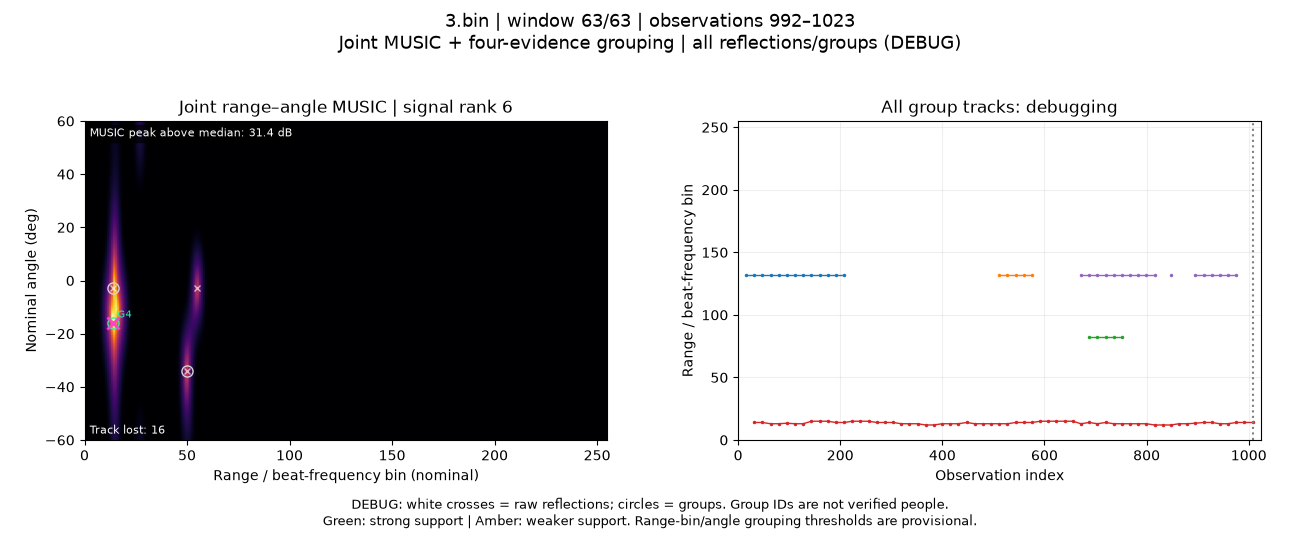 3.bin | window 63/63 | observations 992–1023
Joint MUSIC + four-evidence grouping | all reflections/groups (DEBUG)
Joint range–angle MUSIC | signal rank 6
MUSIC peak above median: 31.4 dB
G4
Track lost: 16
Nominal angle (deg)
60
40
20
0
−20
−40
−60
0
50
100
150
200
250
Range / beat-frequency bin (nominal)
All group tracks: debugging
Range / beat-frequency bin
250
200
150
100
50
0
0
200
400
600
800
1000
Observation index
DEBUG: white crosses = raw reflections; circles = groups. Group IDs are not verified people.
Green: strong support | Amber: weaker support. Range-bin/angle grouping thresholds are provisional.